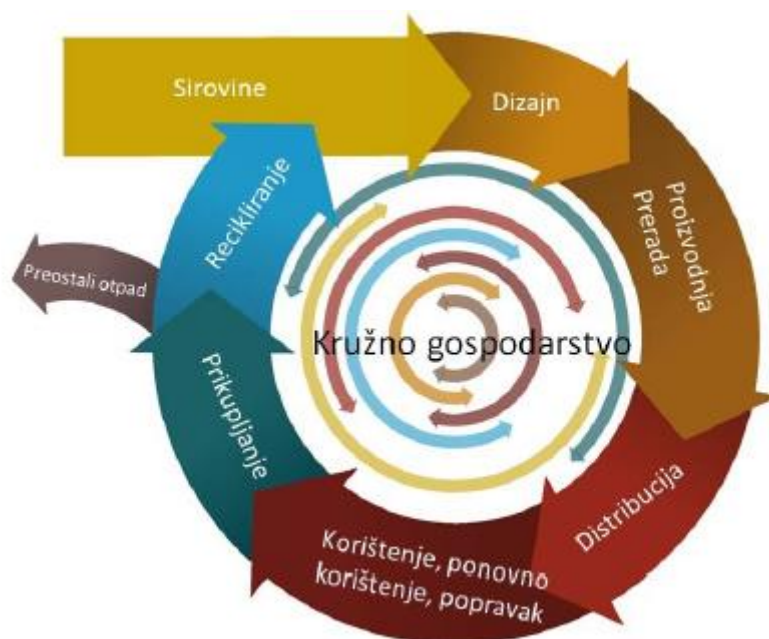 Sirovine
Dizajn
Proizvodnja
Prerada
Distribucija
Korištenje, ponovno
korištenje, popravak
Prikupljanje
Recikliranje
Preostali otpad
Kružno gospodarstvo